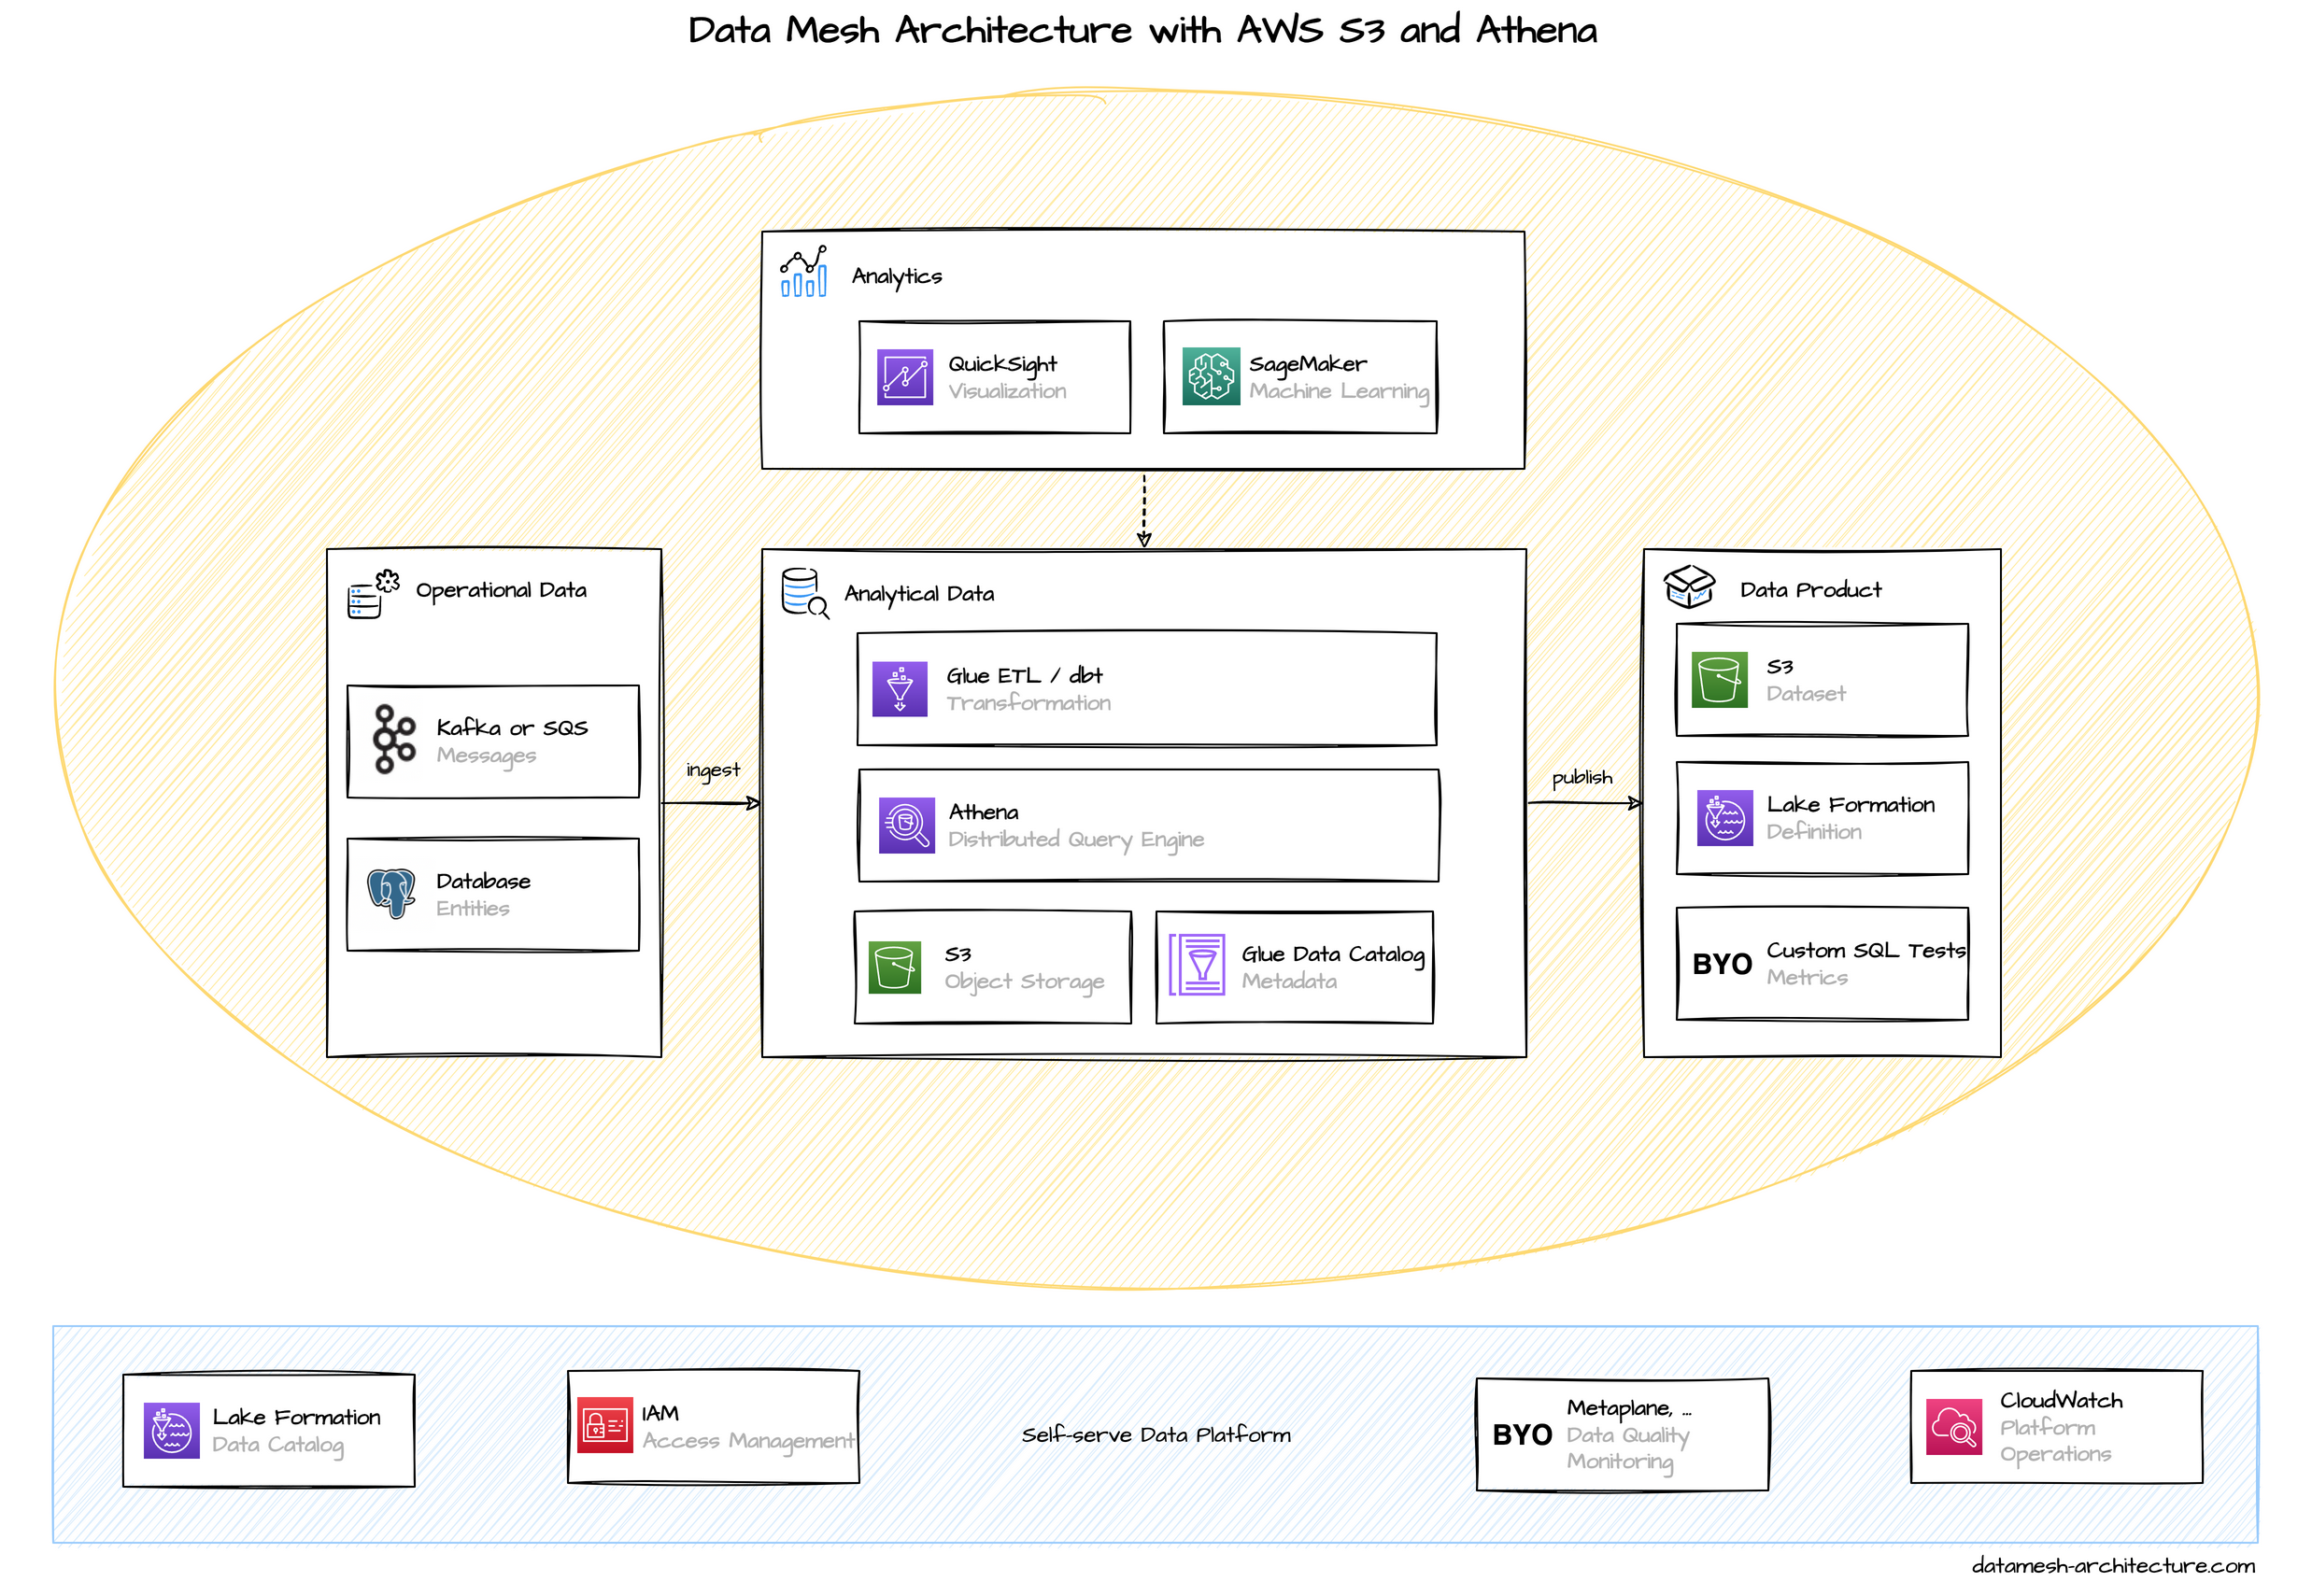 Data Mesh Architecture with AWS S3 and Athena
Analytics
QuickSight
Visualization
SageMaker
Machine Learning
Operational Data
Kafka or SQS
Messages
Database
Entities
ingest
Analytical Data
Glue ETL / dbt
Transformation
Athena
Distributed Query Engine
S3
Object Storage
Glue Data Catalog
Metadata
publish
Data Product
S3
Dataset
Lake Formation
Definition
BYO
Custom SQL Tests
Metrics
Lake Formation
Data Catalog
IAM
Access Management
Self-serve Data Platform
BYO
Metaplane, ...
Data Quality
Monitoring
CloudWatch
Platform
Operations
datamesh-architecture.com